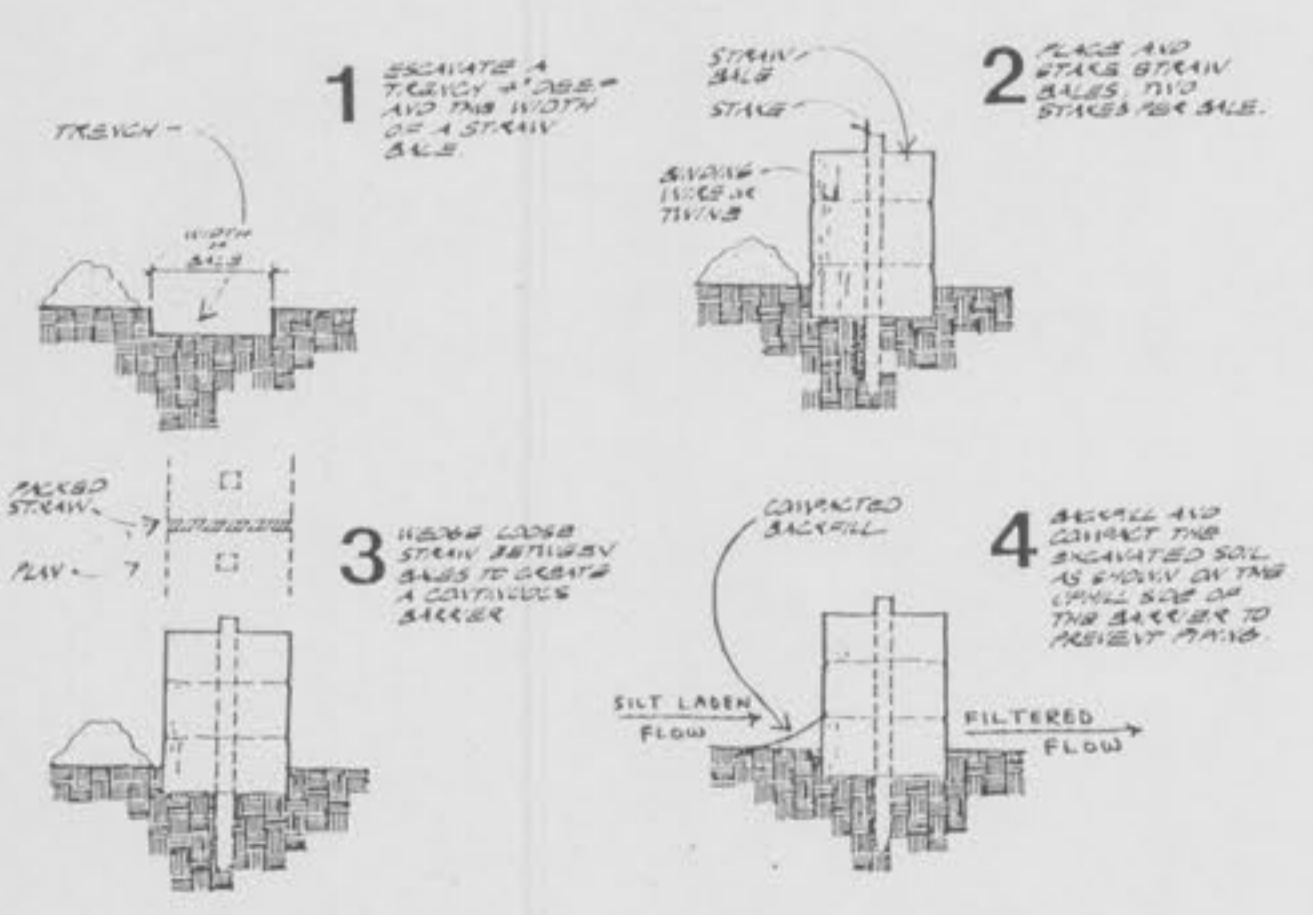 1
ESCAVATE A
TRENCH 4" DEEP
AND THE WIDTH
OF A STRAW
BALE.
TRENCH
WIDTH
OF
BALE
2
PLACE AND
STAKE STRAW
BALES, TWO
STAKES PER BALE.
STRAW
BALE
STAKE
BINDING
WIRE OR
TWINE
3
WEDGE LOOSE
STRAW BETWEEN
BALES TO CREATE
A CONTINUOUS
BARRIER
PACKED
STRAW
PLAN
4
BACKFILL AND
COMPACT THE
EXCAVATED SOIL
AS SHOWN ON THE
UPHILL SIDE OF
THE BARRIER TO
PREVENT PIPING
COMPACTED
BACKFILL
SILT LADEN
FLOW
FILTERED
FLOW